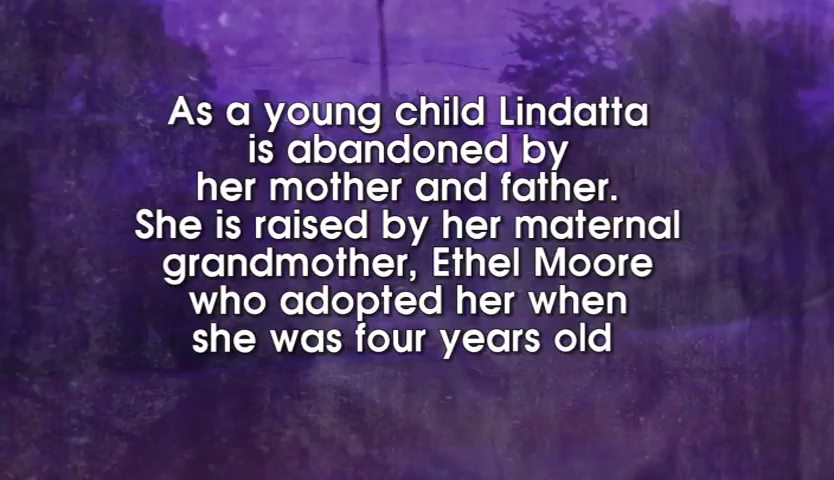 As a young child Lindatta
is abandoned by
her mother and father.
She is raised by her maternal
grandmother, Ethel Moore
who adopted her when
she was four years old